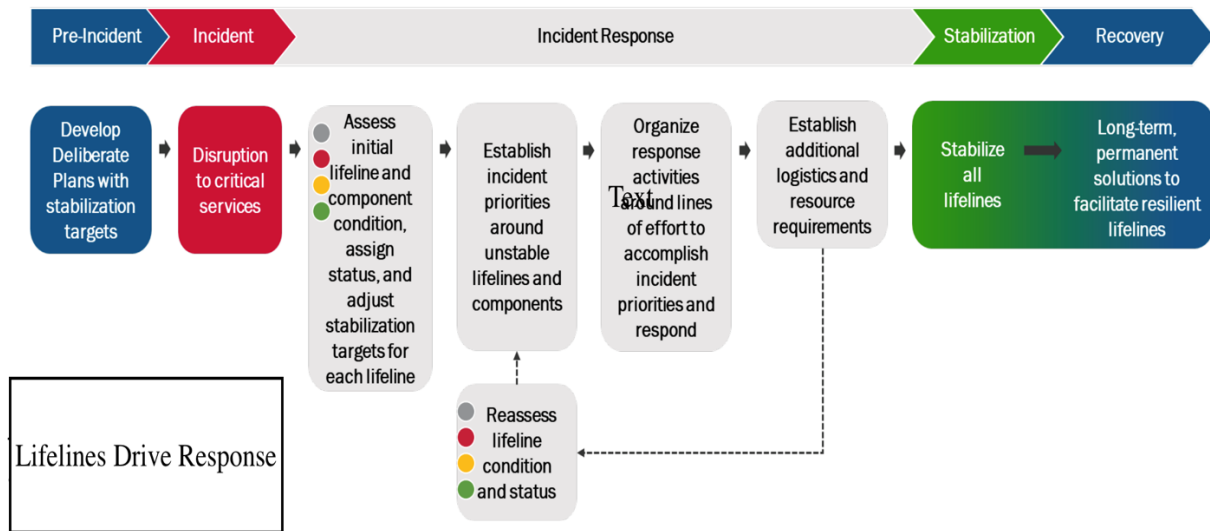 Pre-Incident
Incident
Incident Response
Stabilization
Recovery
Develop
Deliberate
Plans with
stabilization
targets
Disruption
to critical
services
Assess
initial
lifeline and
component
condition,
assign
status, and
adjust
stabilization
targets for
each lifeline
Establish
incident
priorities
around
unstable
lifelines and
components
Organize
response
activities
around lines
of effort to
accomplish
incident
priorities and
respond
Text
Establish
additional
logistics and
resource
requirements
Stabilize
all
lifelines
Long-term,
permanent
solutions to
facilitate resilient
lifelines
Reassess
lifeline
condition
and status
Lifelines Drive Response